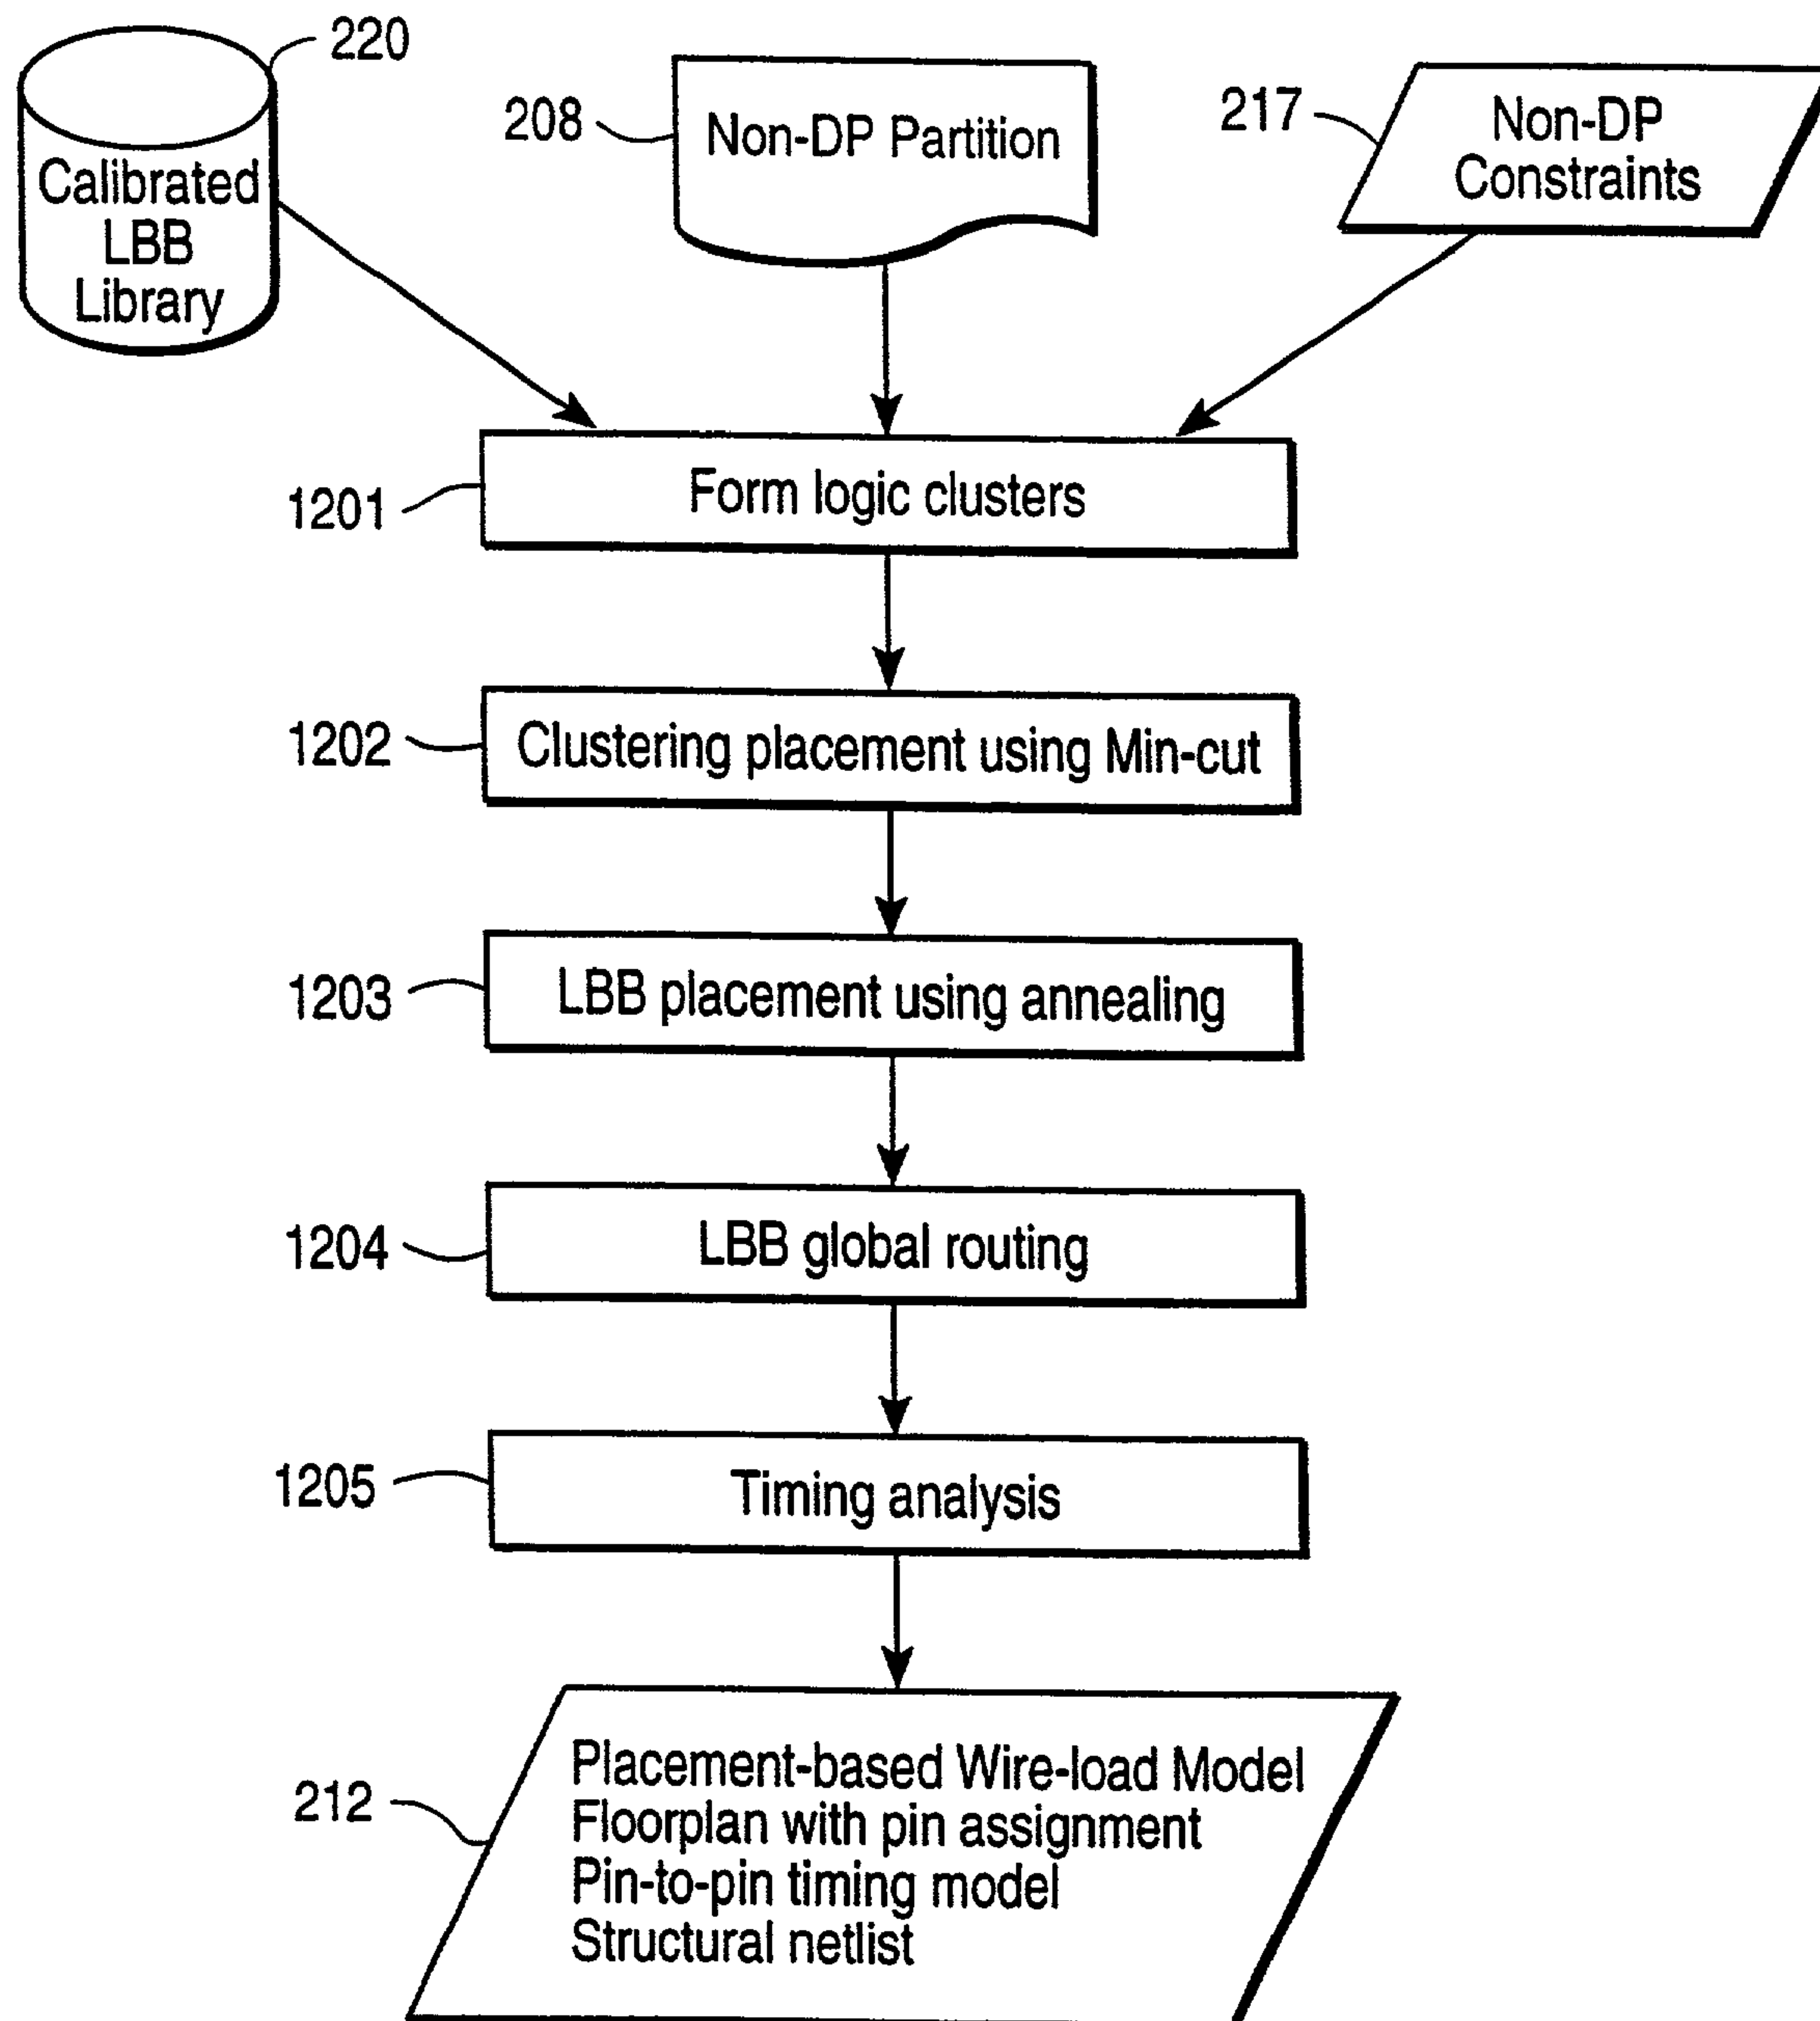 220
Calibrated
LBB
Library
208
Non-DP Partition
217
Non-DP
Constraints
1201
Form logic clusters
1202
Clustering placement using Min-cut
1203
LBB placement using annealing
1204
LBB global routing
1205
Timing analysis
212
Placement-based Wire-load Model
Floorplan with pin assignment
Pin-to-pin timing model
Structural netlist